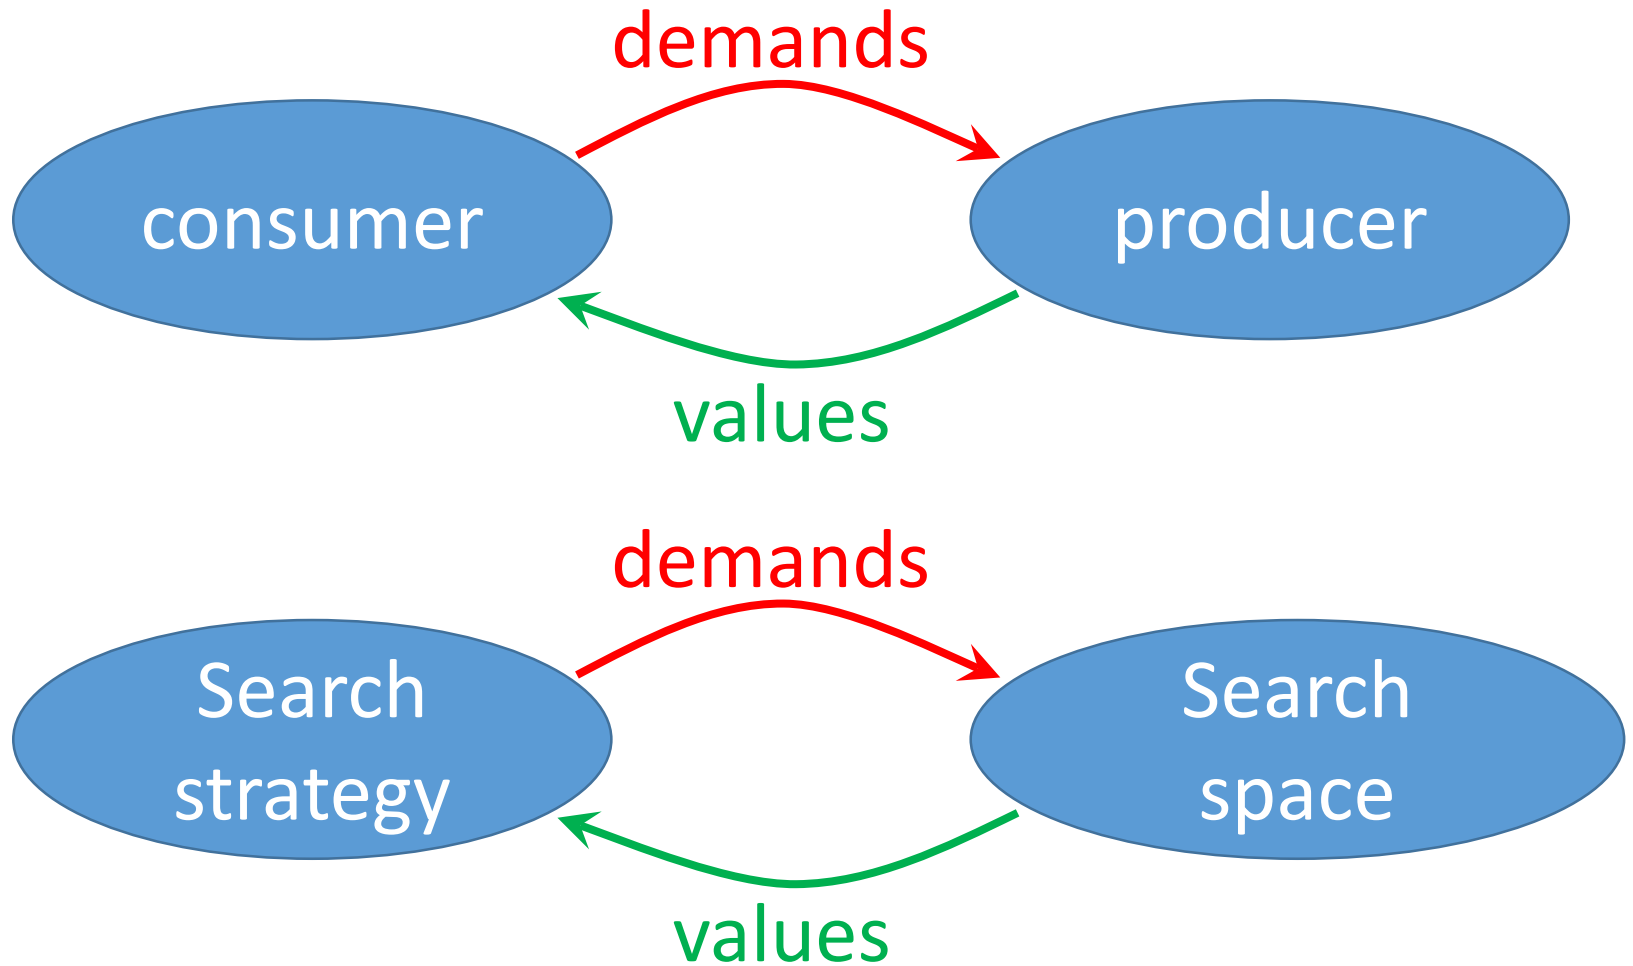 demands
consumer
producer
values
demands
Search
strategy
Search
space
values